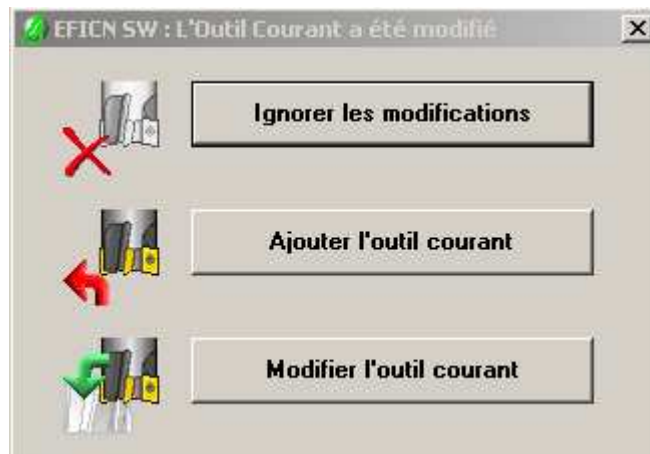 EFICN SW : L'Outil Courant a été modifié
Ignorer les modifications
Ajouter l'outil courant
Modifier l'outil courant